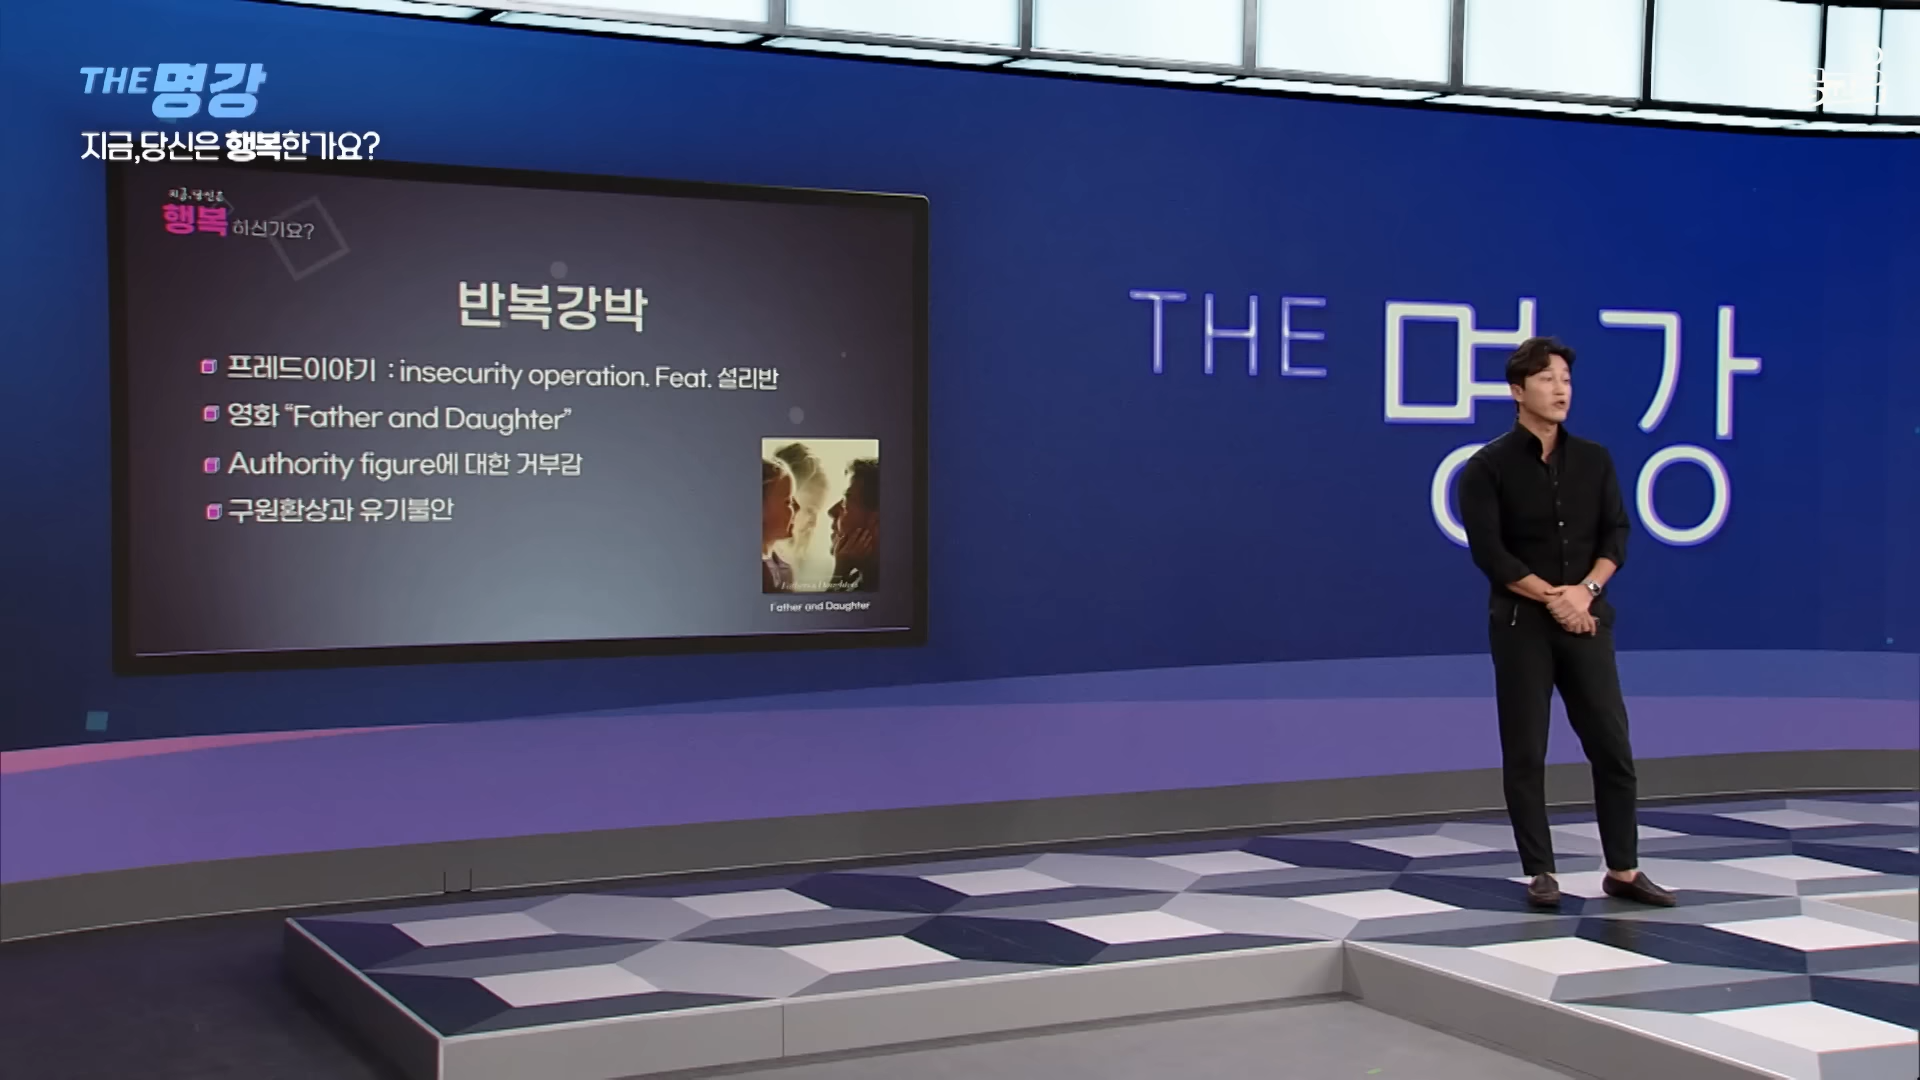 THE 명강
지금,당신은 행복한가요?
지금,당신은
행복 하신가요?
반복강박
프레드이야기 : insecurity operation. Feat. 설리반
영화 “Father and Daughter”
Authority figure에 대한 거부감
구원환상과 유기불안
Father and Daughter
THE 명강